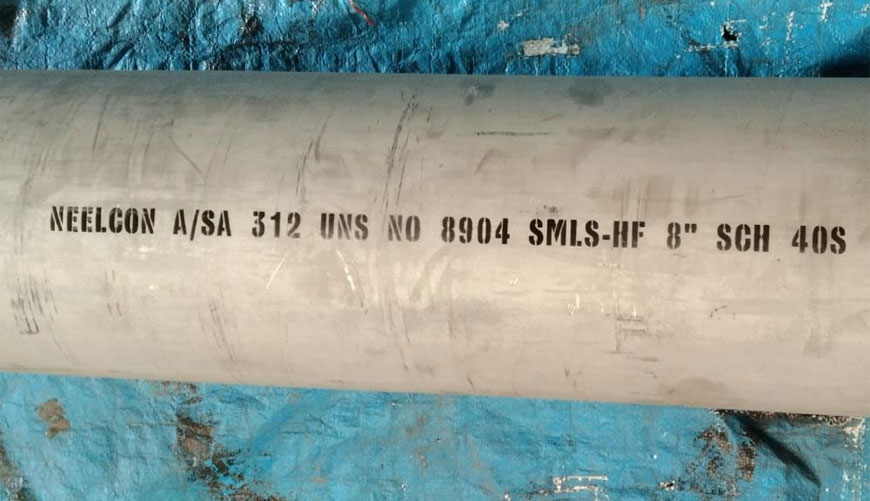 NEELCON A/SA 312 UNS NO 8904 SMLS-HF 8" SCH 40S